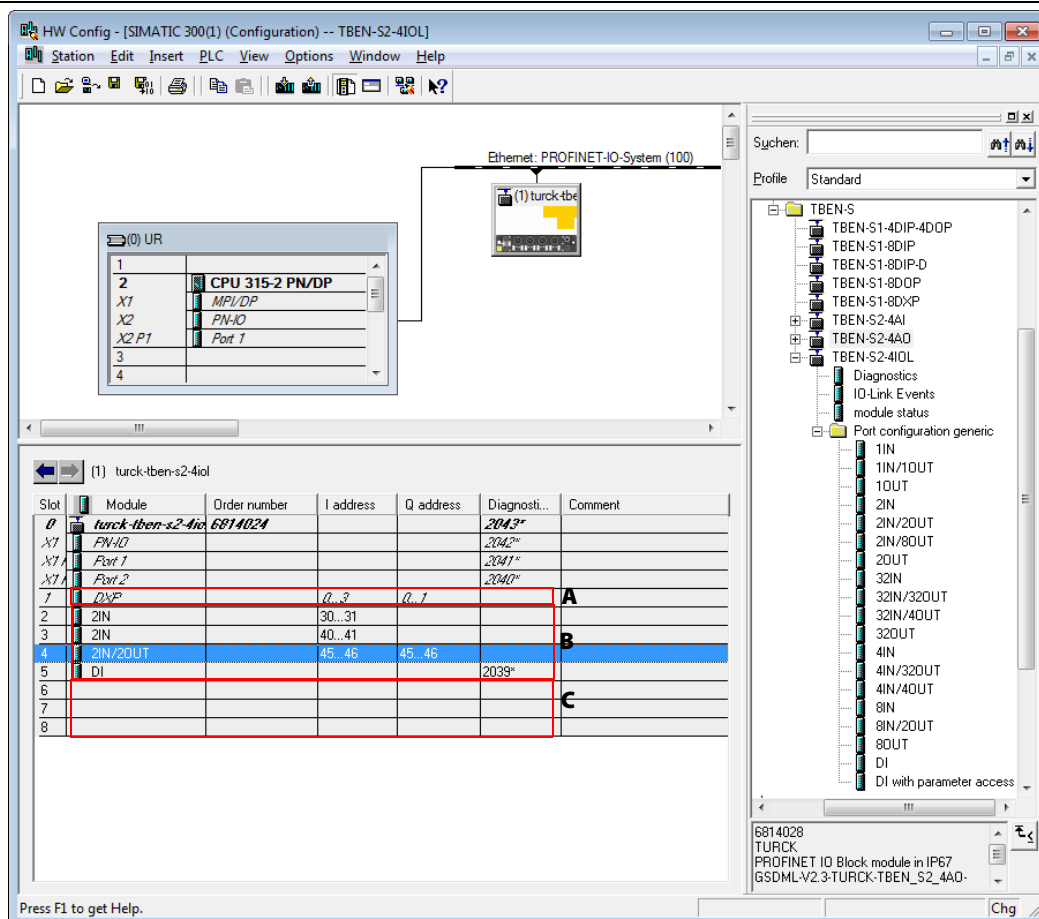 HW Config - [SIMATIC 300(1) (Configuration) -- TBEN-S2-4IOL]
Station Edit Insert PLC View Options Window Help
Ethernet: PROFINET-IO-System (100)
(1) turck-tbe
(0) UR
1
2 CPU 315-2 PN/DP
X1 MPI/DP
X2 PN-IO
X2 P1 Port 1
3
4
(1) turck-tben-s2-4iol
Slot Module Order number I address Q address Diagnosti... Comment
0 turck-tben-s2-4io 6814024 2043*
X1 PN-IO 2042*
X1 Port 1 2041*
X1 Port 2 2040*
1 DXP 0...3 0...1 A
2 2IN 30...31
3 2IN 40...41 B
4 2IN/2OUT 45...46 45...46
5 DI 2039*
6 C
7
8
Suchen:
Profile Standard
TBEN-S
TBEN-S1-4DIP-4DOP
TBEN-S1-8DIP
TBEN-S1-8DIP-D
TBEN-S1-8DOP
TBEN-S1-8DXP
TBEN-S2-4AI
TBEN-S2-4AO
TBEN-S2-4IOL
Diagnostics
IO-Link Events
module status
Port configuration generic
1IN
1IN/1OUT
1OUT
2IN
2IN/2OUT
2IN/8OUT
2OUT
32IN
32IN/32OUT
32IN/4OUT
32OUT
4IN
4IN/32OUT
4IN/4OUT
8IN
8IN/2OUT
8OUT
DI
DI with parameter access
6814028
TURCK
PROFINET IO Block module in IP67
GSDML-V2.3-TURCK-TBEN_S2_4AO-
Press F1 to get Help. Chg